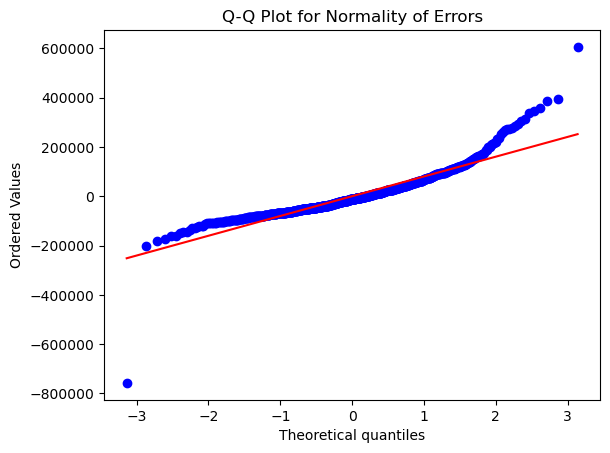 Q-Q Plot for Normality of Errors
600000
400000
200000
0
−200000
−400000
−600000
−800000
Ordered Values
−3 −2 −1 0 1 2 3
Theoretical quantiles